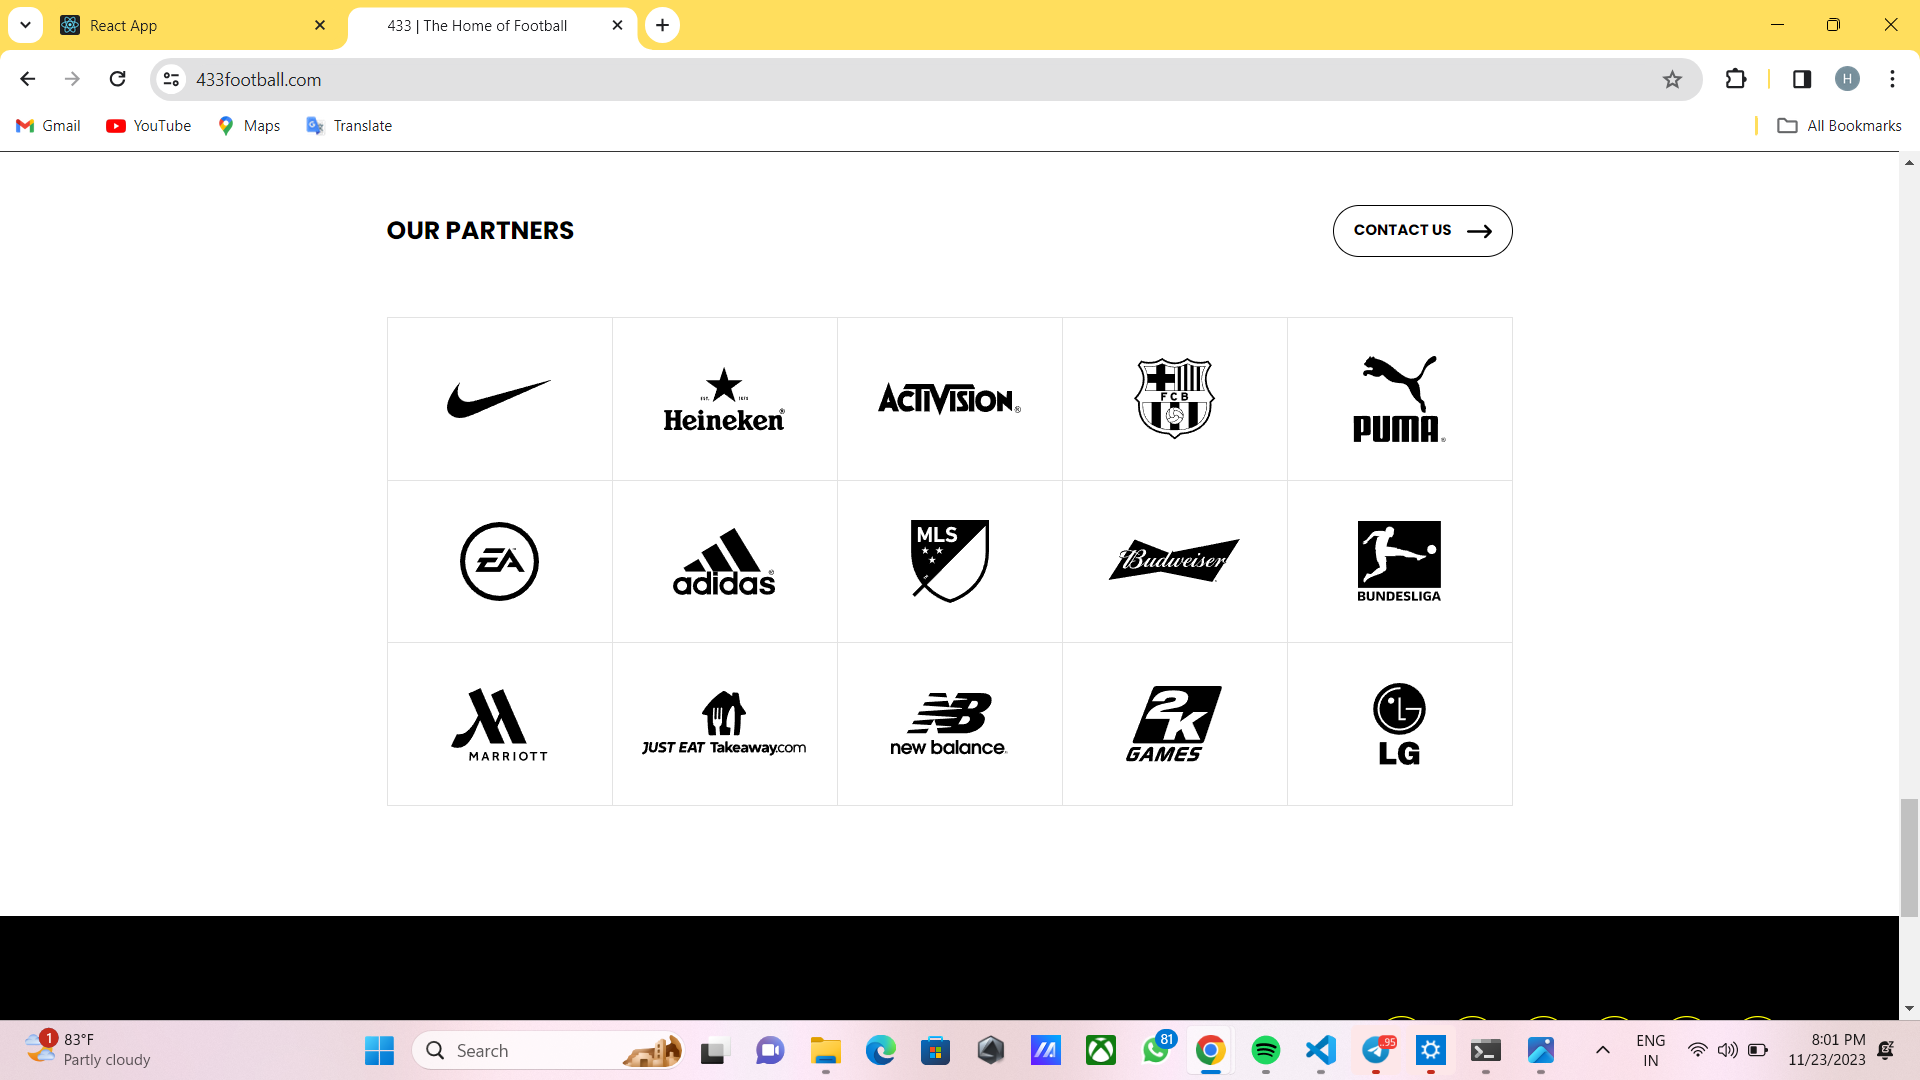 React App
433 | The Home of Football
433football.com
H
Gmail
YouTube
Maps
Translate
All Bookmarks
OUR PARTNERS
CONTACT US
Heineken®
ACTIVISION®
FCB
PUMA®
EA
adidas®
MLS
Budweiser
BUNDESLIGA
MARRIOTT
JUST EAT Takeaway.com
NB
new balance
2K
GAMES
LG
1
83°F
Partly cloudy
Search
81
..95
ENG
IN
8:01 PM
11/23/2023